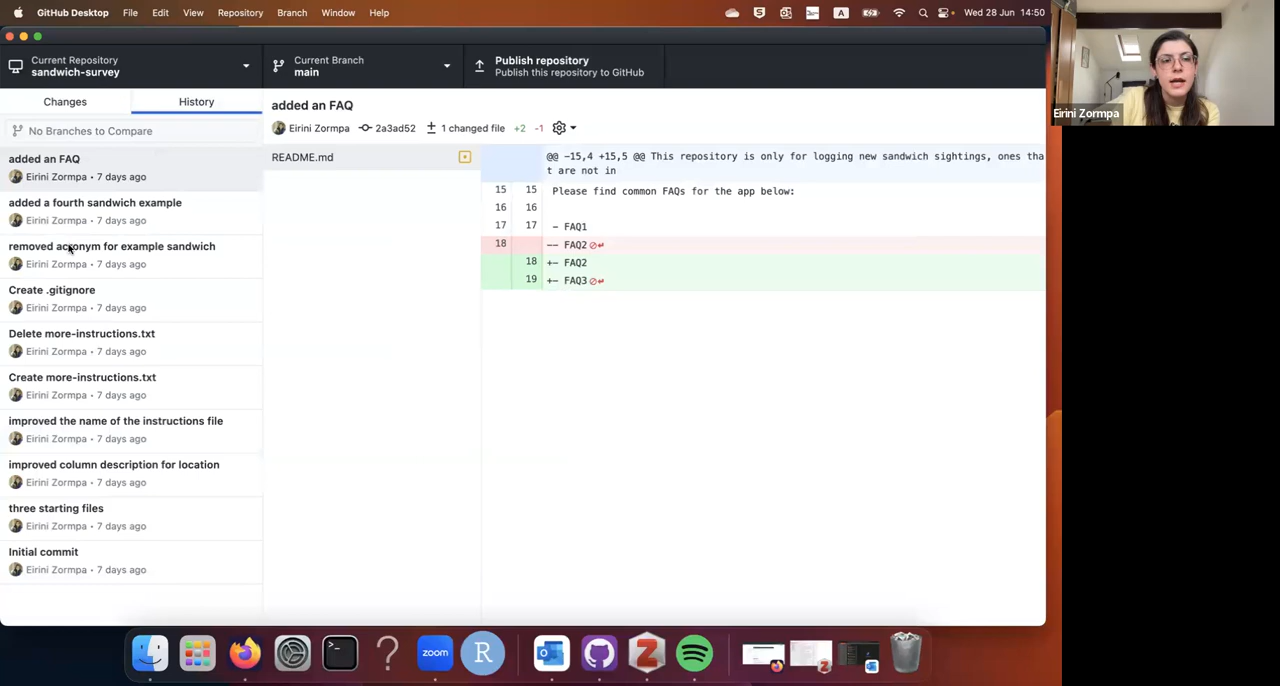 GitHub Desktop File Edit View Repository Branch Window Help
A
Wed 28 Jun 14:50
Current Repository
sandwich-survey
Current Branch
main
Publish repository
Publish this repository to GitHub
Changes
History
No Branches to Compare
added an FAQ
Eirini Zormpa • 7 days ago
added a fourth sandwich example
Eirini Zormpa • 7 days ago
removed acronym for example sandwich
Eirini Zormpa • 7 days ago
Create .gitignore
Eirini Zormpa • 7 days ago
Delete more-instructions.txt
Eirini Zormpa • 7 days ago
Create more-instructions.txt
Eirini Zormpa • 7 days ago
improved the name of the instructions file
Eirini Zormpa • 7 days ago
improved column description for location
Eirini Zormpa • 7 days ago
three starting files
Eirini Zormpa • 7 days ago
Initial commit
Eirini Zormpa • 7 days ago
added an FAQ
Eirini Zormpa 2a3ad52 1 changed file +2 -1
README.md
@@ -15,4 +15,5 @@ This repository is only for logging new sandwich sightings, ones tha
t are not in
15 15 Please find common FAQs for the app below:
16 16
17 17 - FAQ1
18 -- FAQ2
18 +- FAQ2
19 +- FAQ3
Eirini Zormpa
zoom
R
Z